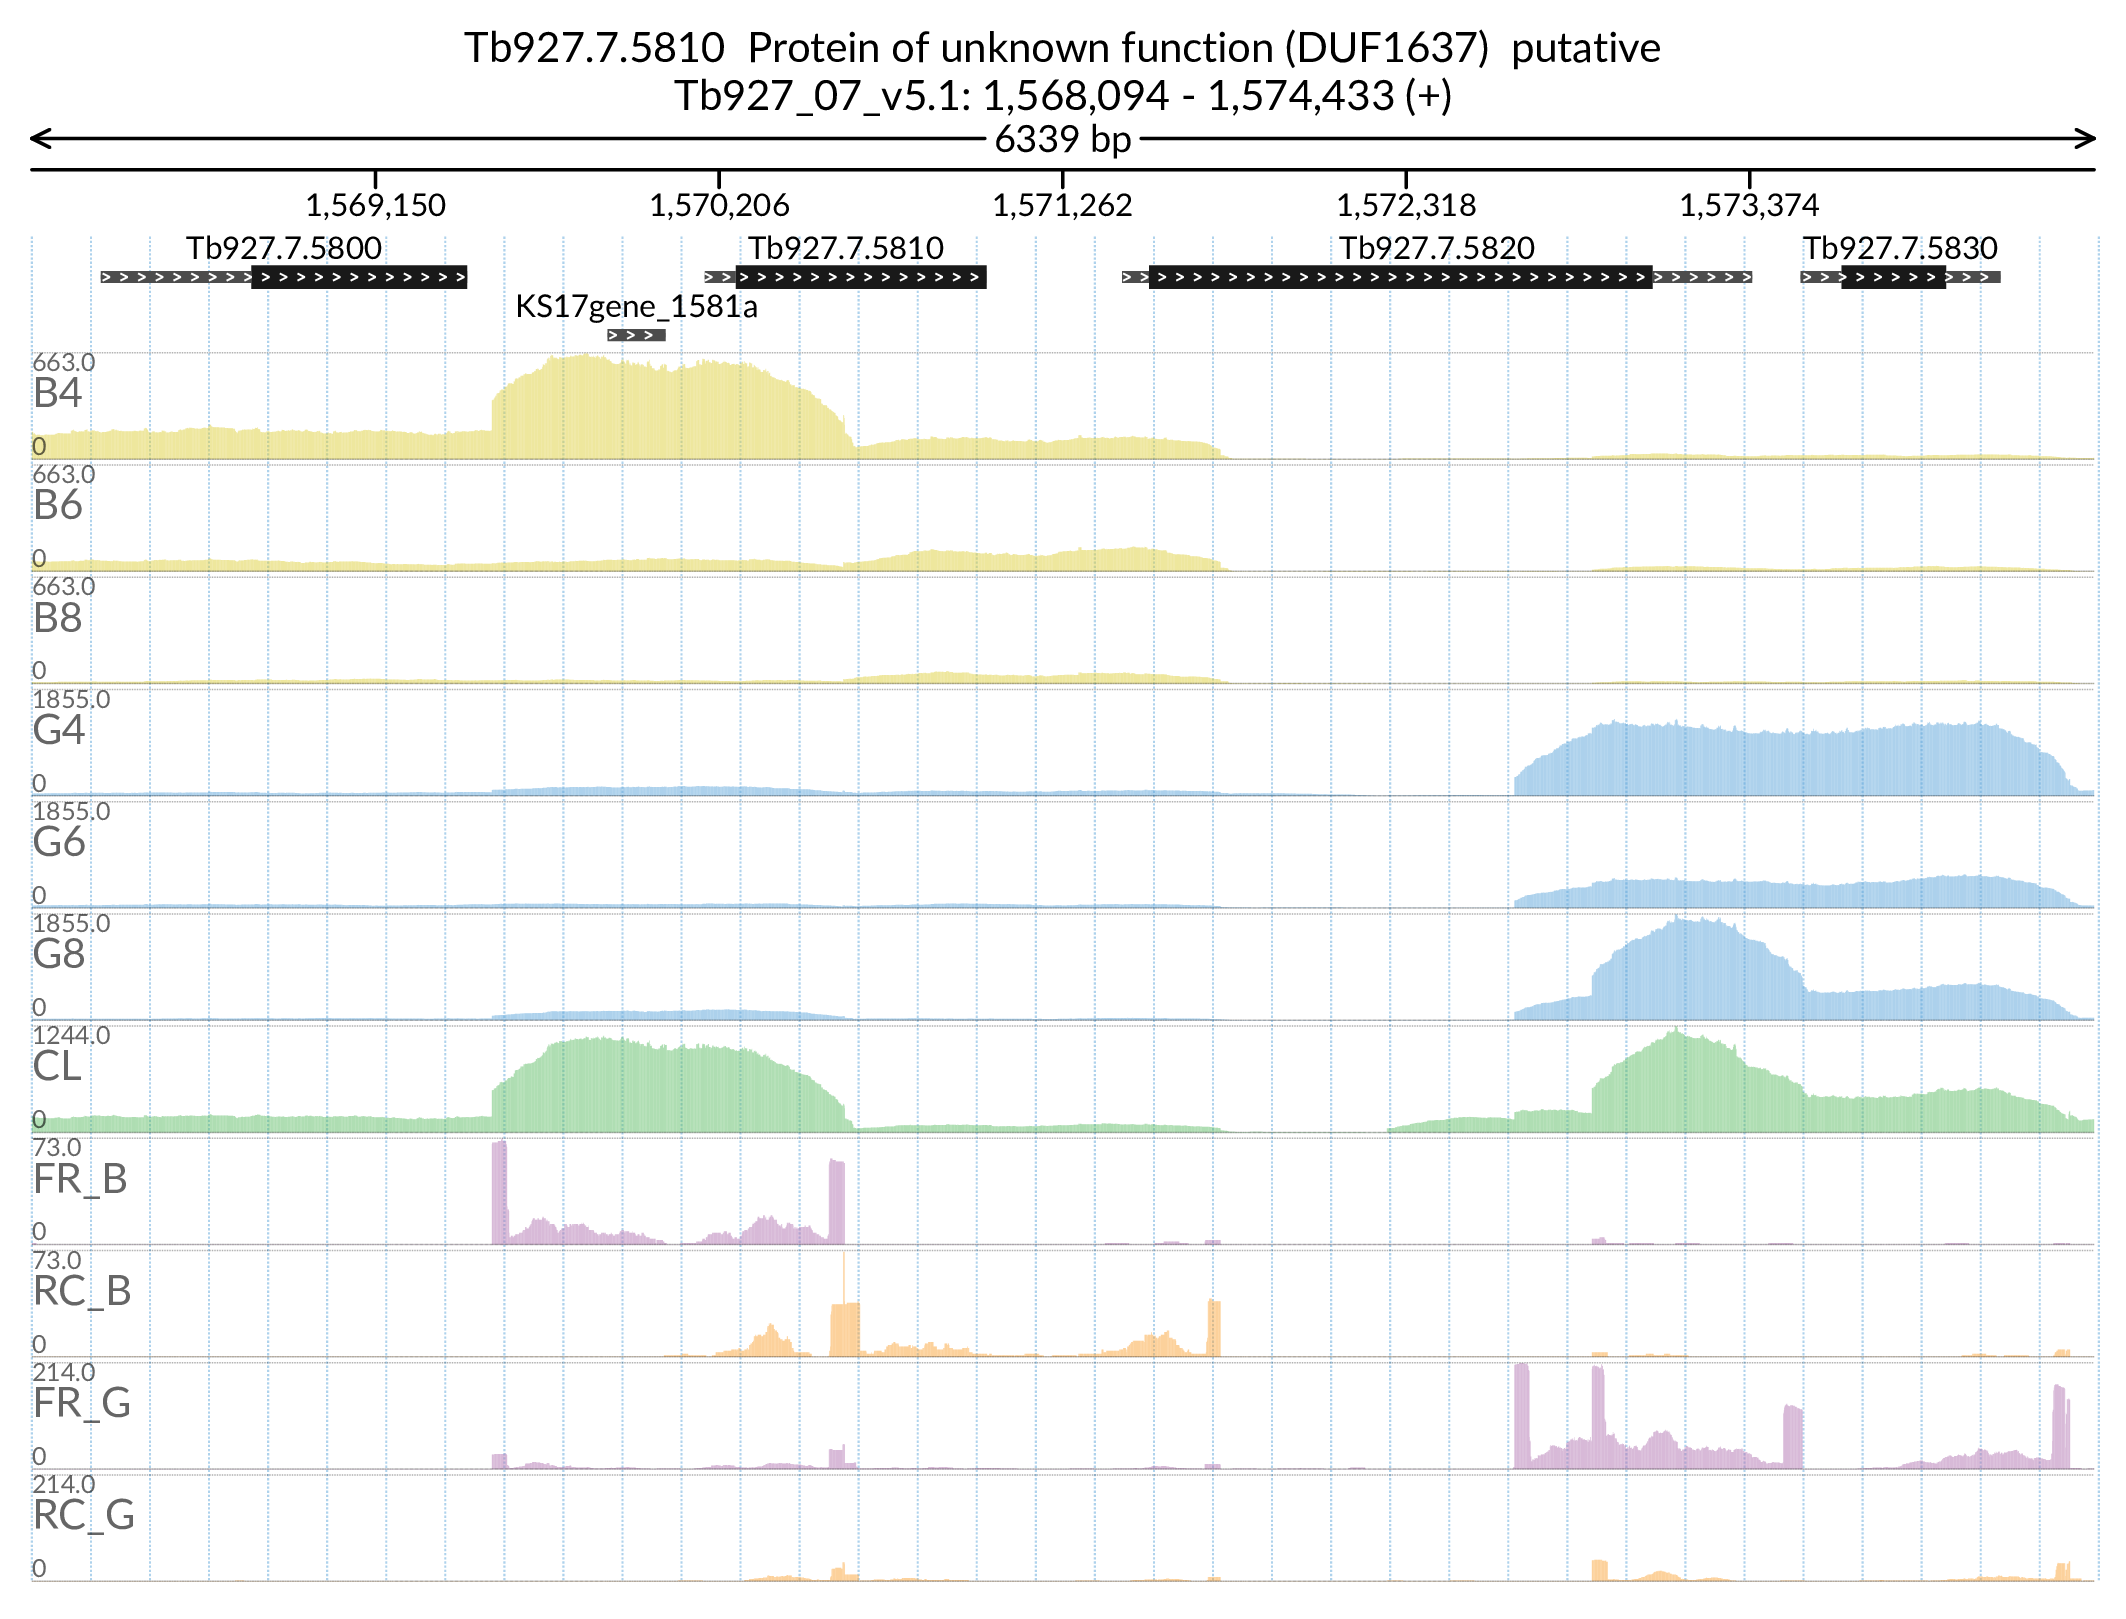 Tb927.7.5810 Protein of unknown function (DUF1637) putative
Tb927_07_v5.1: 1,568,094 - 1,574,433 (+)
6339 bp
1,569,150 1,570,206 1,571,262 1,572,318 1,573,374
Tb927.7.5800 Tb927.7.5810 Tb927.7.5820 Tb927.7.5830
KS17gene_1581a
663.0
B4
0
663.0
B6
0
663.0
B8
0
1855.0
G4
0
1855.0
G6
0
1855.0
G8
0
1244.0
CL
0
73.0
FR_B
0
73.0
RC_B
0
214.0
FR_G
0
214.0
RC_G
0